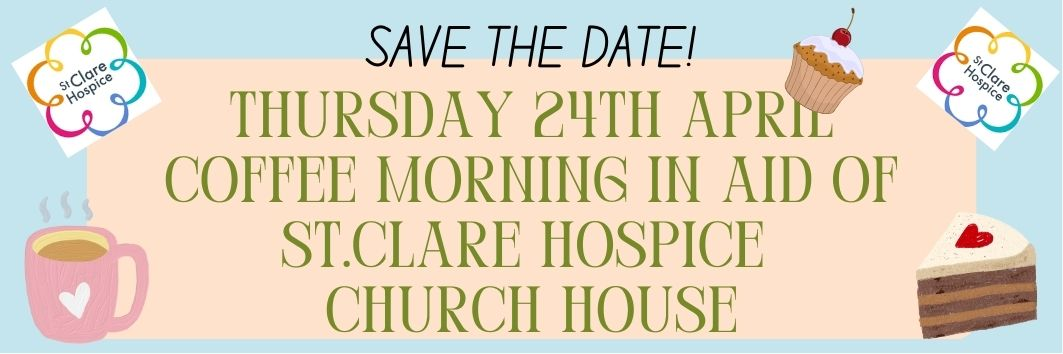 SAVE THE DATE!
St Clare
Hospice
St Clare
Hospice
THURSDAY 24TH APRIL
COFFEE MORNING IN AID OF
ST.CLARE HOSPICE
CHURCH HOUSE